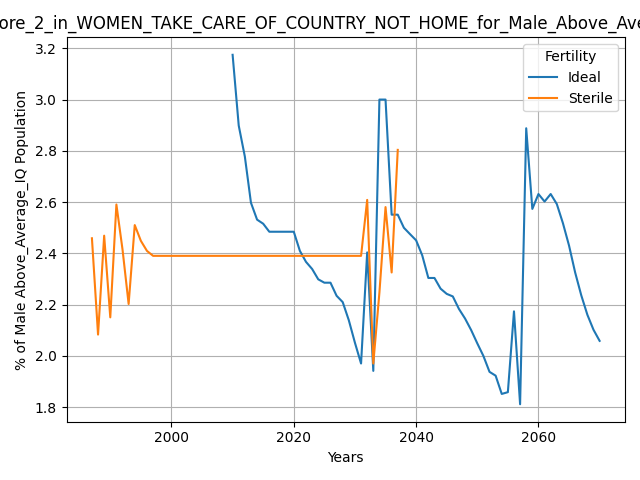 ore_2_in_WOMEN_TAKE_CARE_OF_COUNTRY_NOT_HOME_for_Male_Above_Ave
3.2
3.0
2.8
2.6
2.4
2.2
2.0
1.8
% of Male Above_Average_IQ Population
Fertility
Ideal
Sterile
2000
2020
2040
2060
Years